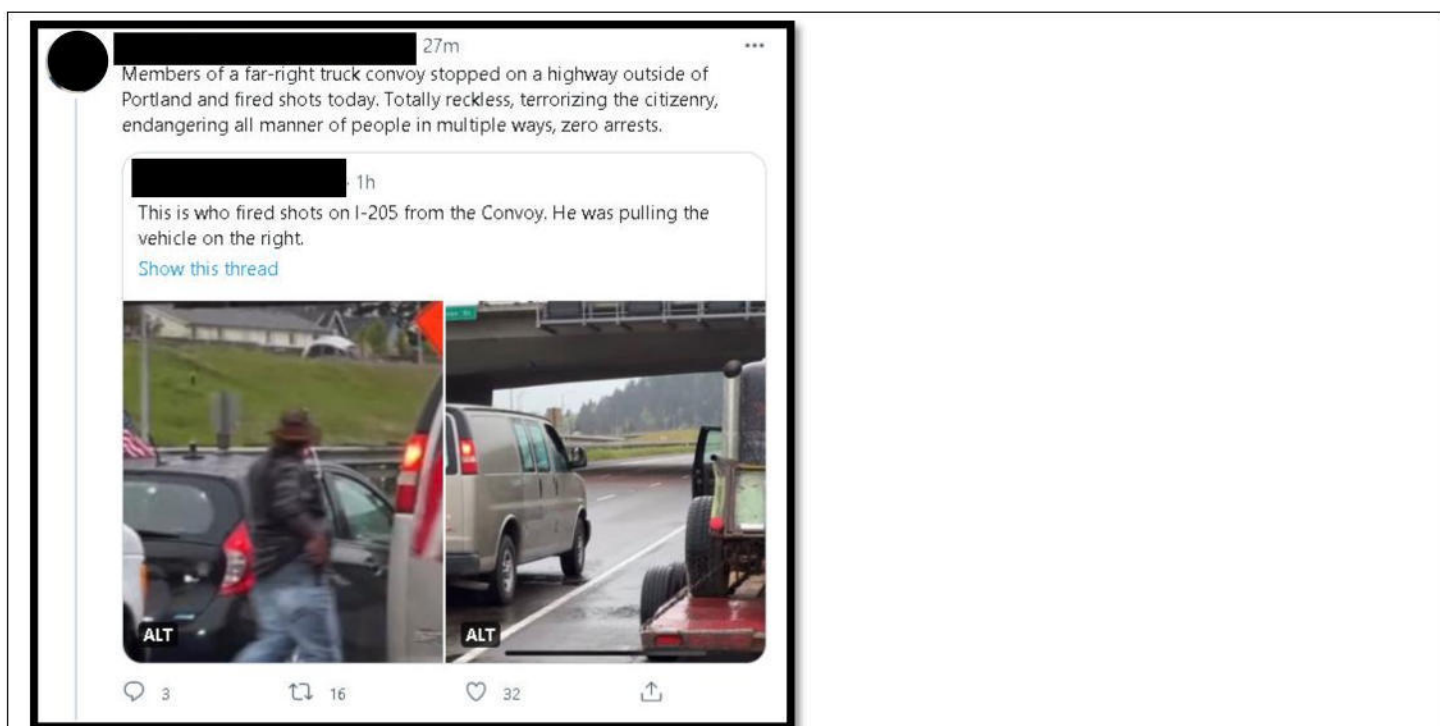 27m
Members of a far-right truck convoy stopped on a highway outside of
Portland and fired shots today. Totally reckless, terrorizing the citizenry,
endangering all manner of people in multiple ways, zero arrests.
· 1h
This is who fired shots on I-205 from the Convoy. He was pulling the
vehicle on the right.
Show this thread
ALT
ALT
3 16 32